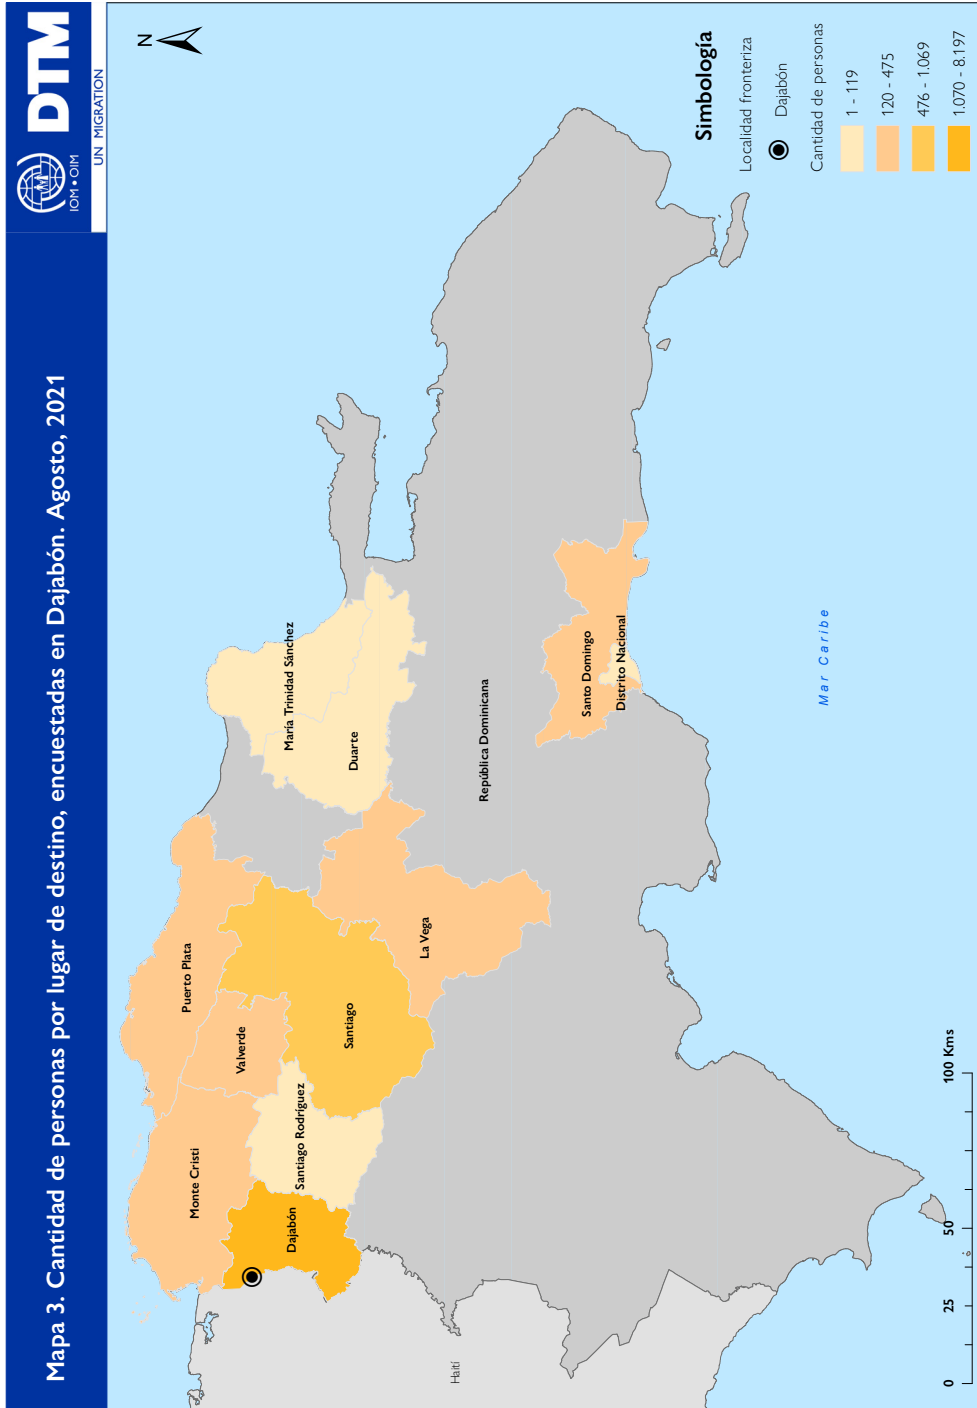 Mapa 3. Cantidad de personas por lugar de destino, encuestadas en Dajabón. Agosto, 2021
IOM • OIM
DTM
UN MIGRATION
N
Puerto Plata
Monte Cristi
Valverde
María Trinidad Sánchez
Santiago Rodríguez
Dajabón
Santiago
Duarte
La Vega
Haití
República Dominicana
Santo Domingo
Distrito Nacional
Mar Caribe
Simbología
Localidad fronteriza
Dajabón
Cantidad de personas
1 - 119
120 - 475
476 - 1.069
1.070 - 8.197
0 25 50 100 Kms